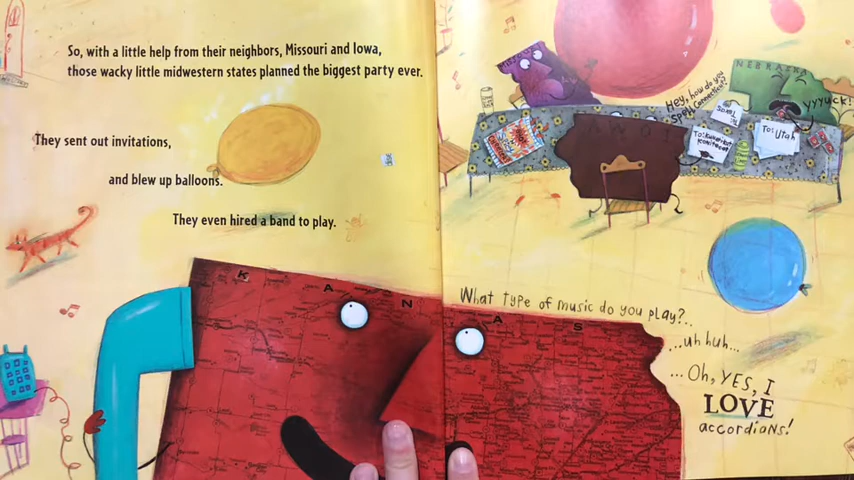 So, with a little help from their neighbors, Missouri and Iowa,
those wacky little midwestern states planned the biggest party ever.
They sent out invitations,
and blew up balloons.
They even hired a band to play.
K A N
A S
Hey, how do you
spell Connecticut?
NEBRASKA
yyyuck!
To: Utah
What type of music do you play?..
...uh huh...
...Oh, YES, I
LOVE
accordians!